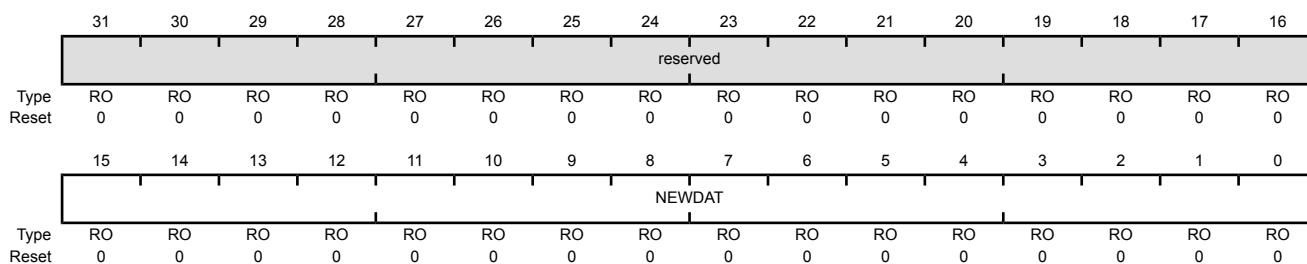 31 30 29 28 27 26 25 24 23 22 21 20 19 18 17 16
reserved
Type RO RO RO RO RO RO RO RO RO RO RO RO RO RO RO RO
Reset 0 0 0 0 0 0 0 0 0 0 0 0 0 0 0 0
15 14 13 12 11 10 9 8 7 6 5 4 3 2 1 0
NEWDAT
Type RO RO RO RO RO RO RO RO RO RO RO RO RO RO RO RO
Reset 0 0 0 0 0 0 0 0 0 0 0 0 0 0 0 0